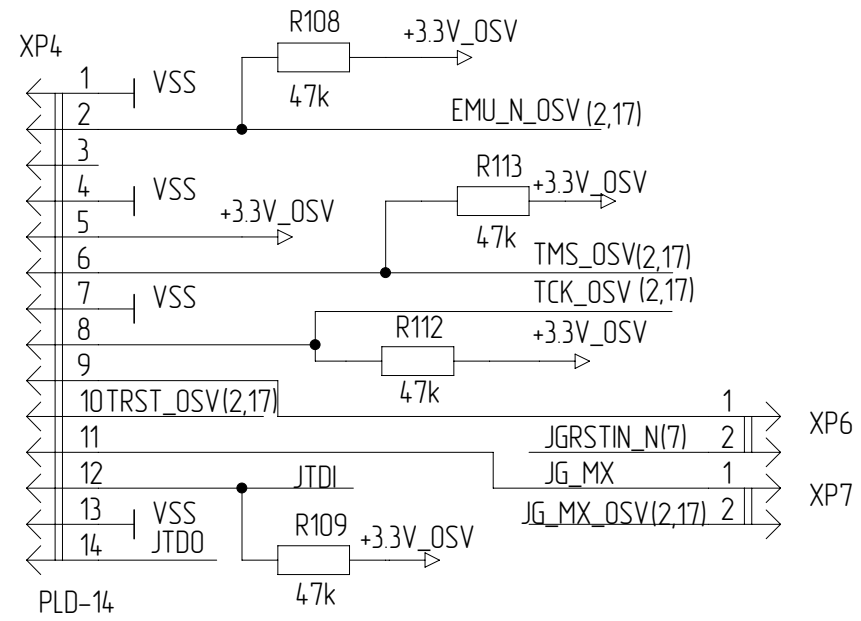 R108
+3.3V_OSV
XP4
1 VSS
47k
2 EMU_N_OSV (2,17)
3
R113
4 VSS +3.3V_OSV
+3.3V_OSV
5
47k
6 TMS_OSV(2,17)
7 VSS TCK_OSV (2,17)
8 R112 +3.3V_OSV
9
47k
10 TRST_OSV(2,17) 1 XP6
11 JGRSTIN_N(7) 2
12 JTDI JG_MX 1 XP7
13 VSS JG_MX_OSV(2,17) 2
R109 +3.3V_OSV
14 JTDO
47k
PLD-14